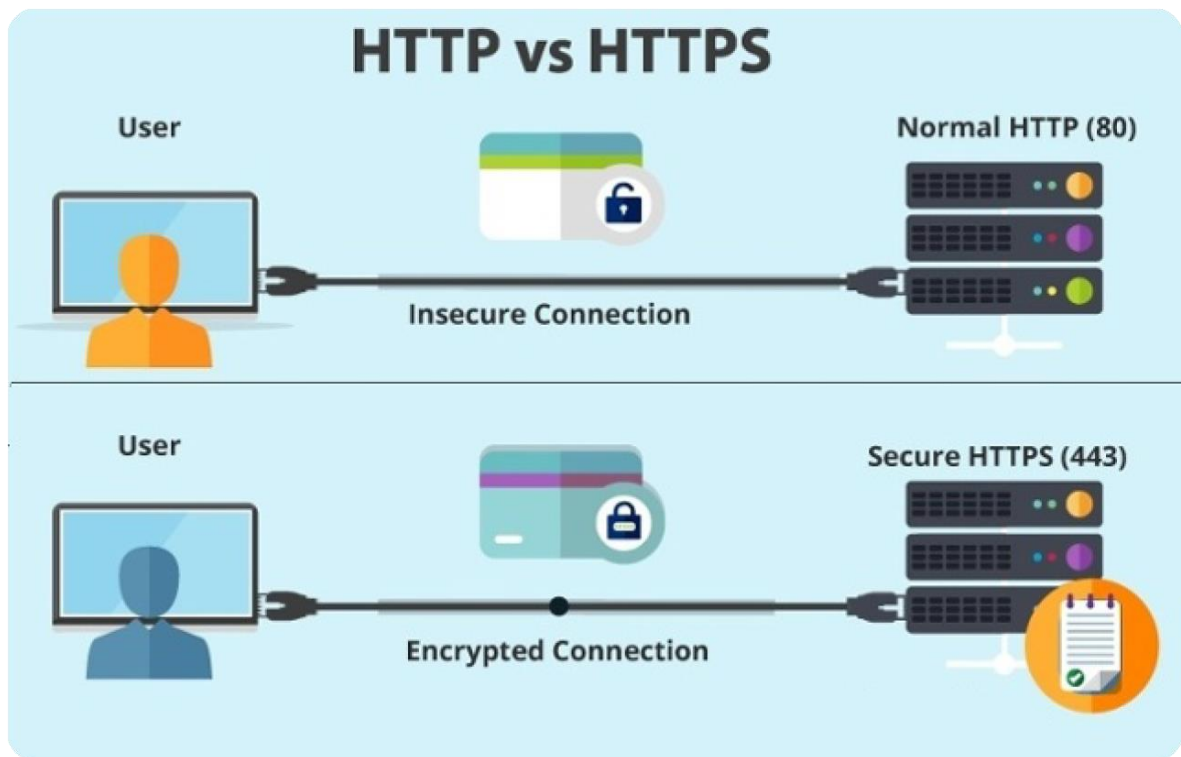 HTTP vs HTTPS
User
Normal HTTP (80)
Insecure Connection
User
Secure HTTPS (443)
Encrypted Connection